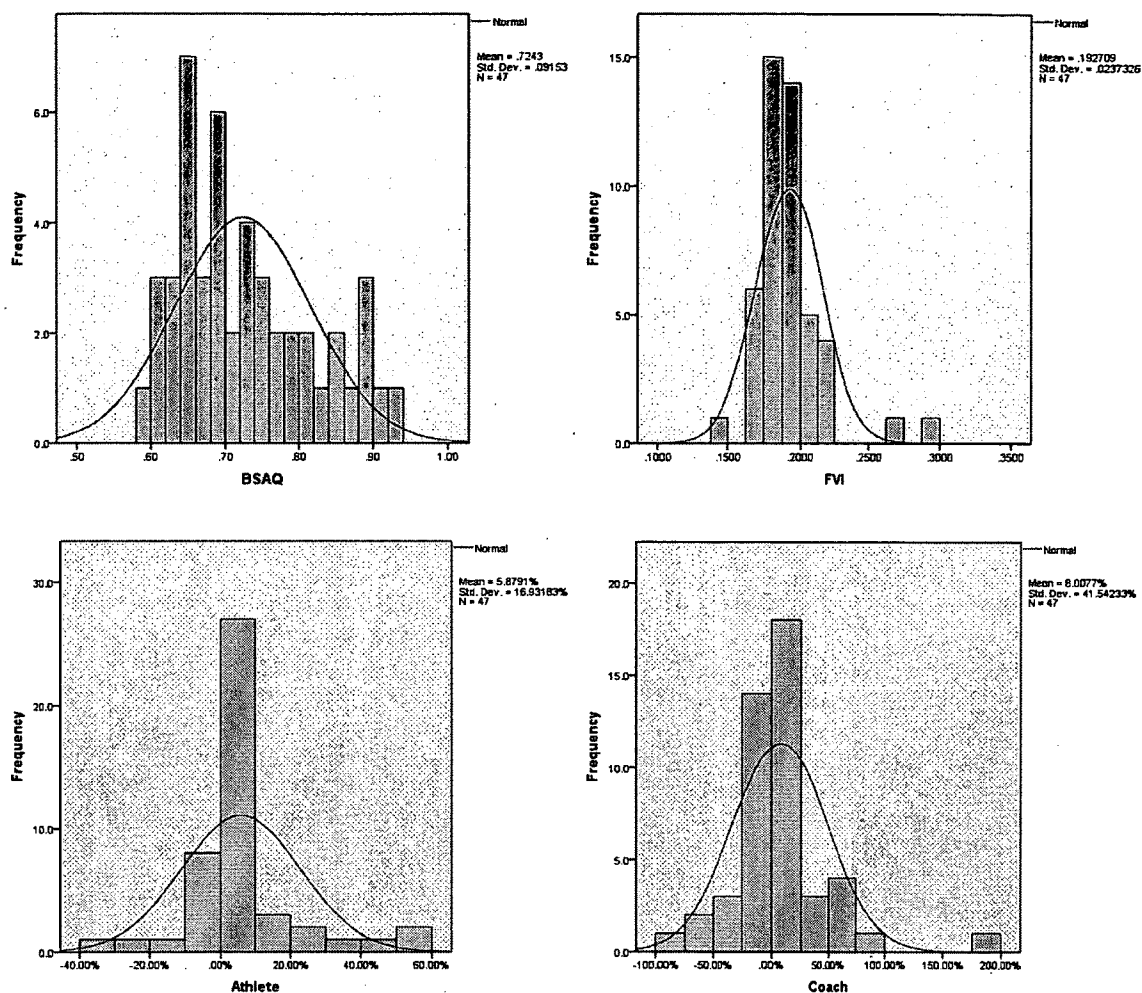 Normal
Mean = .7243
Std. Dev. = .09153
N = 47
Frequency
6.0
4.0
2.0
0.0
.50
.60
.70
.80
.90
1.00
BSAQ
Normal
Mean = .192709
Std. Dev. = .0237326
N = 47
Frequency
15.0
10.0
5.0
0.0
.1000
.1500
.2000
.2500
.3000
.3500
FVI
Normal
Mean = 5.8791%
Std. Dev. = 16.93183%
N = 47
Frequency
30.0
20.0
10.0
0.0
-40.00%
-20.00%
.00%
20.00%
40.00%
60.00%
Athlete
Normal
Mean = 8.0077%
Std. Dev. = 41.54233%
N = 47
Frequency
20.0
15.0
10.0
5.0
0.0
-100.00%
-50.00%
.00%
50.00%
100.00%
150.00%
200.00%
Coach